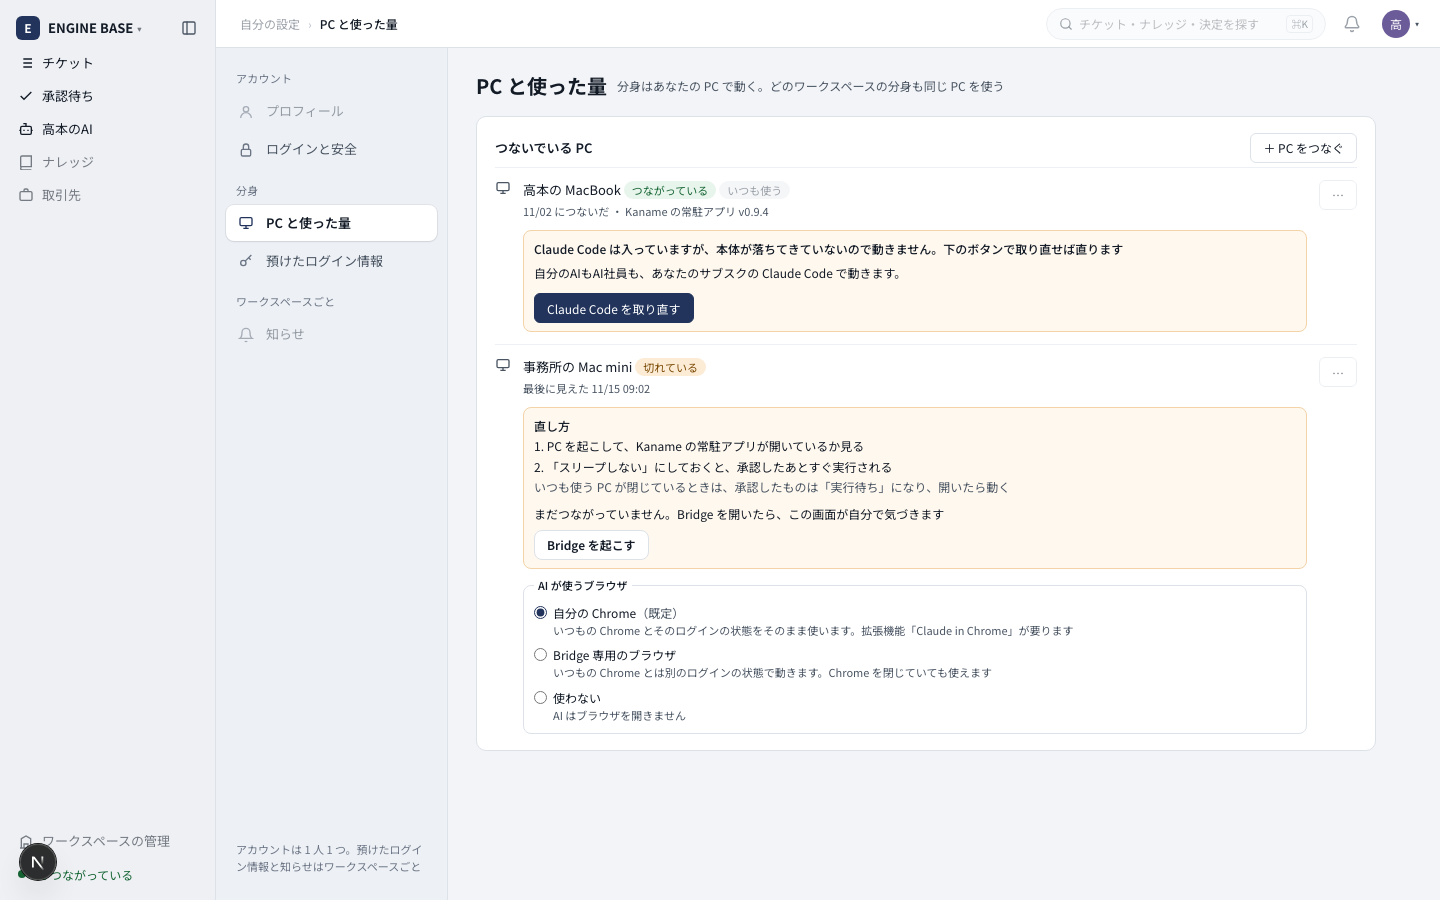 E ENGINE BASE ▾
チケット
承認待ち
高本のAI
ナレッジ
取引先
ワークスペースの管理
つながっている
N
自分の設定 › PC と使った量
チケット・ナレッジ・決定を探す ⌘K
高 ▾
アカウント
プロフィール
ログインと安全
分身
PC と使った量
預けたログイン情報
ワークスペースごと
知らせ
アカウントは 1 人 1 つ。預けたログイ
ン情報と知らせはワークスペースごと
PC と使った量 分身はあなたの PC で動く。どのワークスペースの分身も同じ PC を使う
つないでいる PC
＋ PC をつなぐ
高本の MacBook つながっている いつも使う
…
11/02 につないだ ・ Kaname の常駐アプリ v0.9.4
Claude Code は入っていますが、本体が落ちてきていないので動きません。下のボタンで取り直せば直ります
自分のAIもAI社員も、あなたのサブスクの Claude Code で動きます。
Claude Code を取り直す
事務所の Mac mini 切れている
…
最後に見えた 11/15 09:02
直し方
1. PC を起こして、Kaname の常駐アプリが開いているか見る
2. 「スリープしない」にしておくと、承認したあとすぐ実行される
いつも使う PC が閉じているときは、承認したものは「実行待ち」になり、開いたら動く
まだつながっていません。Bridge を開いたら、この画面が自分で気づきます
Bridge を起こす
AI が使うブラウザ
自分の Chrome（既定）
いつもの Chrome とそのログインの状態をそのまま使います。拡張機能「Claude in Chrome」が要ります
Bridge 専用のブラウザ
いつもの Chrome とは別のログインの状態で動きます。Chrome を閉じていても使えます
使わない
AI はブラウザを開きません